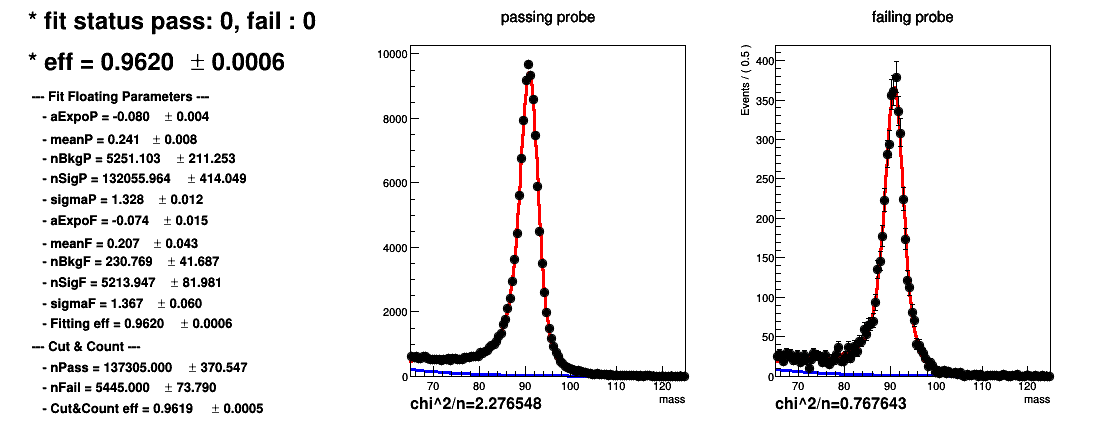 * fit status pass: 0, fail : 0
* eff = 0.9620 ± 0.0006
--- Fit Floating Parameters ---
- aExpoP = -0.080 ± 0.004
- meanP = 0.241 ± 0.008
- nBkgP = 5251.103 ± 211.253
- nSigP = 132055.964 ± 414.049
- sigmaP = 1.328 ± 0.012
- aExpoF = -0.074 ± 0.015
- meanF = 0.207 ± 0.043
- nBkgF = 230.769 ± 41.687
- nSigF = 5213.947 ± 81.981
- sigmaF = 1.367 ± 0.060
- Fitting eff = 0.9620 ± 0.0006
--- Cut & Count ---
- nPass = 137305.000 ± 370.547
- nFail = 5445.000 ± 73.790
- Cut&Count eff = 0.9619 ± 0.0005
passing probe
10000
8000
6000
4000
2000
0
70 80 90 100 110 120
mass
chi^2/n=2.276548
failing probe
Events / ( 0.5 )
400
350
300
250
200
150
100
50
0
70 80 90 100 110 120
mass
chi^2/n=0.767643